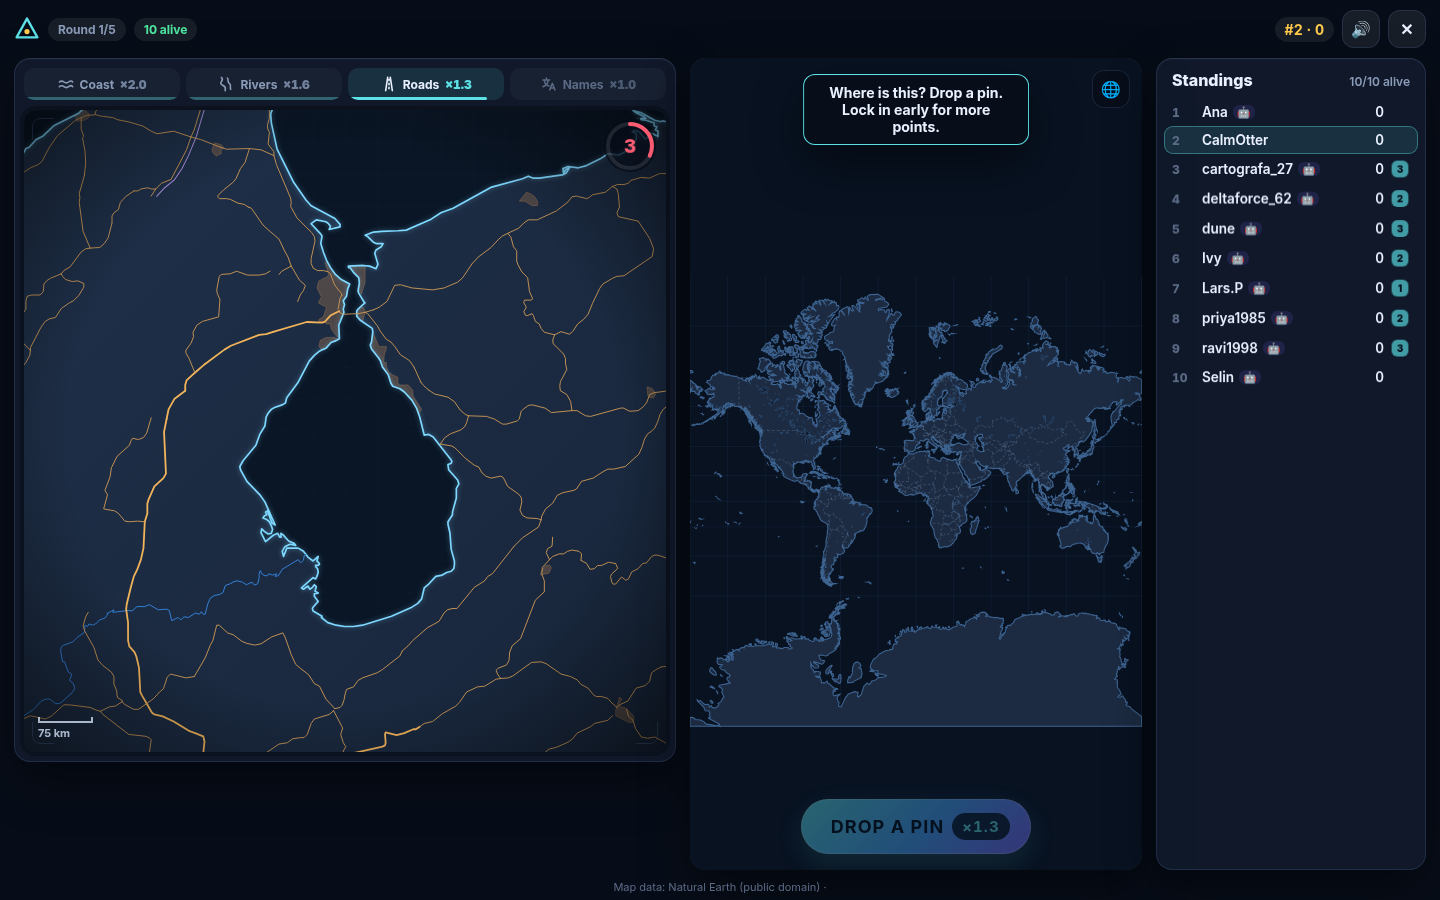 Round 1/5
10 alive
#2 · 0
Coast ×2.0
Rivers ×1.6
Roads ×1.3
Names ×1.0
3
75 km
Where is this? Drop a pin.
Lock in early for more
points.
DROP A PIN ×1.3
Standings 10/10 alive
1 Ana 0
2 CalmOtter 0
3 cartografa_27 0 3
4 deltaforce_62 0 2
5 dune 0 3
6 Ivy 0 2
7 Lars.P 0 1
8 priya1985 0 2
9 ravi1998 0 3
10 Selin 0
Map data: Natural Earth (public domain) ·